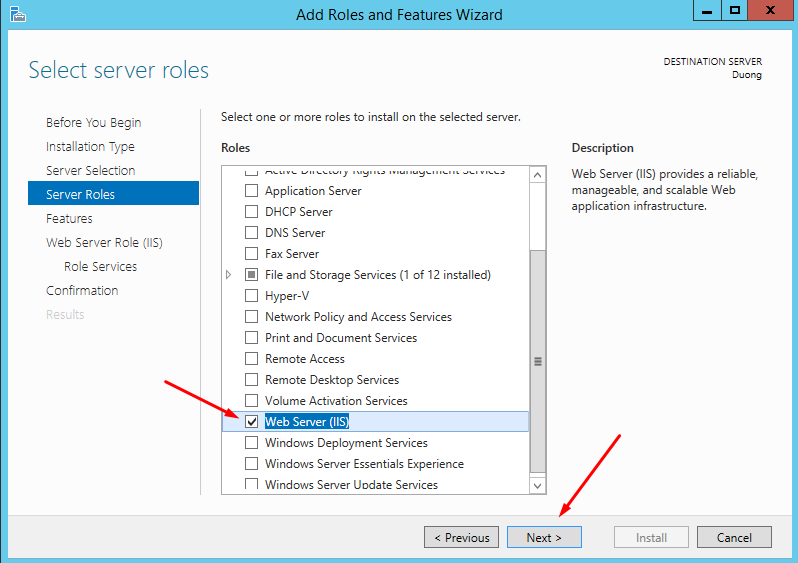 Add Roles and Features Wizard
Select server roles
DESTINATION SERVER
Duong
Before You Begin
Installation Type
Server Selection
Server Roles
Features
Web Server Role (IIS)
Role Services
Confirmation
Results
Select one or more roles to install on the selected server.
Roles
Active Directory Rights Management Services
Application Server
DHCP Server
DNS Server
Fax Server
File and Storage Services (1 of 12 installed)
Hyper-V
Network Policy and Access Services
Print and Document Services
Remote Access
Remote Desktop Services
Volume Activation Services
Web Server (IIS)
Windows Deployment Services
Windows Server Essentials Experience
Windows Server Update Services
Description
Web Server (IIS) provides a reliable,
manageable, and scalable Web
application infrastructure.
< Previous
Next >
Install
Cancel